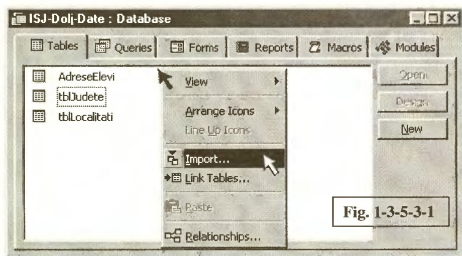 ISJ-Dolj-Date : Database
Tables Queries Forms Reports Macros Modules
AdreseElevi
tblJudete
tblLocalitati
View
Arrange Icons
Line Up Icons
Import...
Link Tables...
Paste
Relationships...
Open
Design
New
Fig. 1-3-5-3-1